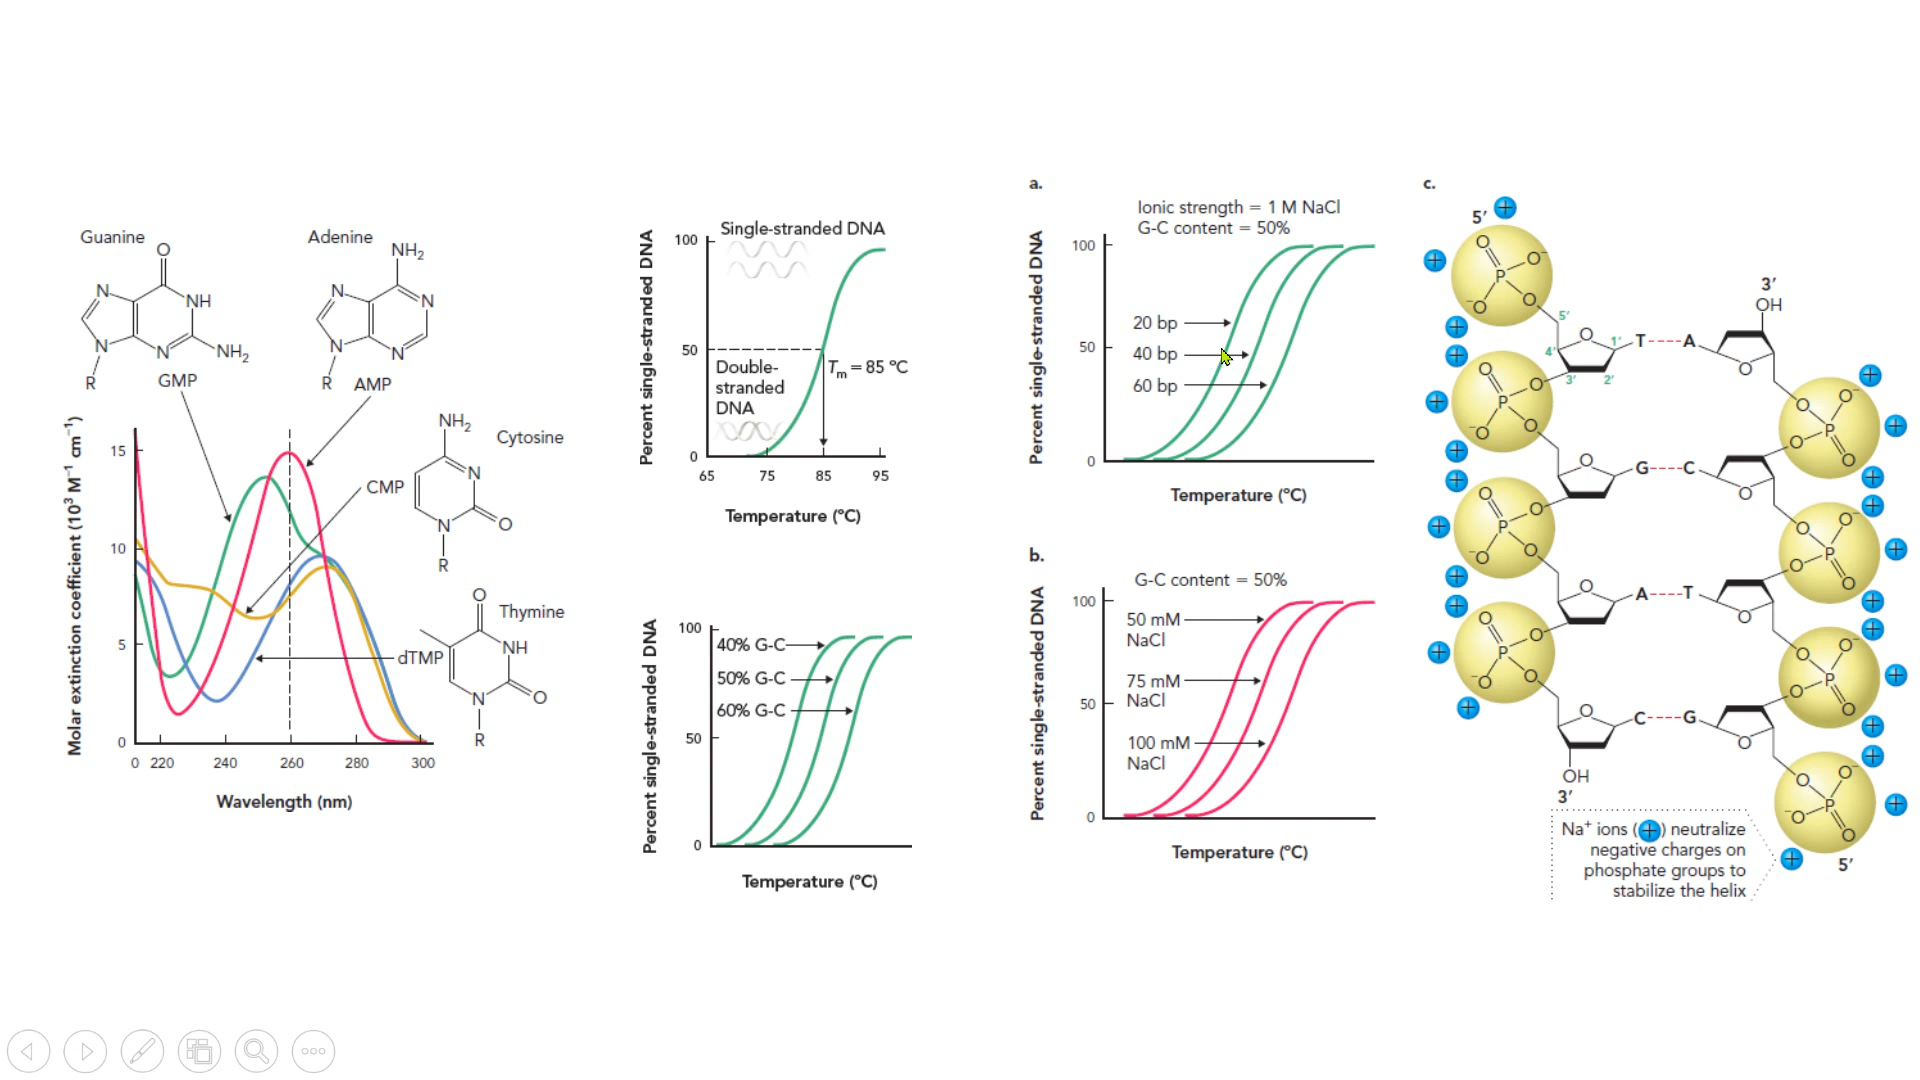 Guanine
O
N
NH
N
N
NH2
R
GMP
Adenine
NH2
N
N
N
N
R
AMP
Molar extinction coefficient (10³ M⁻¹ cm⁻¹)
15
10
5
0
0 220 240 260 280 300
Wavelength (nm)
CMP
NH2
Cytosine
N
N
O
R
dTMP
O
Thymine
NH
N
O
R
Percent single-stranded DNA
Single-stranded DNA
100
50
0
Double-
stranded
DNA
Tm = 85 °C
65 75 85 95
Temperature (°C)
Percent single-stranded DNA
100
50
0
40% G-C
50% G-C
60% G-C
Temperature (°C)
a.
Ionic strength = 1 M NaCl
G-C content = 50%
Percent single-stranded DNA
100
50
0
20 bp
40 bp
60 bp
Temperature (°C)
b.
G-C content = 50%
Percent single-stranded DNA
100
50
0
50 mM
NaCl
75 mM
NaCl
100 mM
NaCl
Temperature (°C)
c.
5′
+
O
O⁻
P
⁻O
O
5′
4′
O
1′
3′
2′
T A
3′
OH
O
G C
A T
C G
OH
3′
5′
Na⁺ ions (+) neutralize
negative charges on
phosphate groups to
stabilize the helix